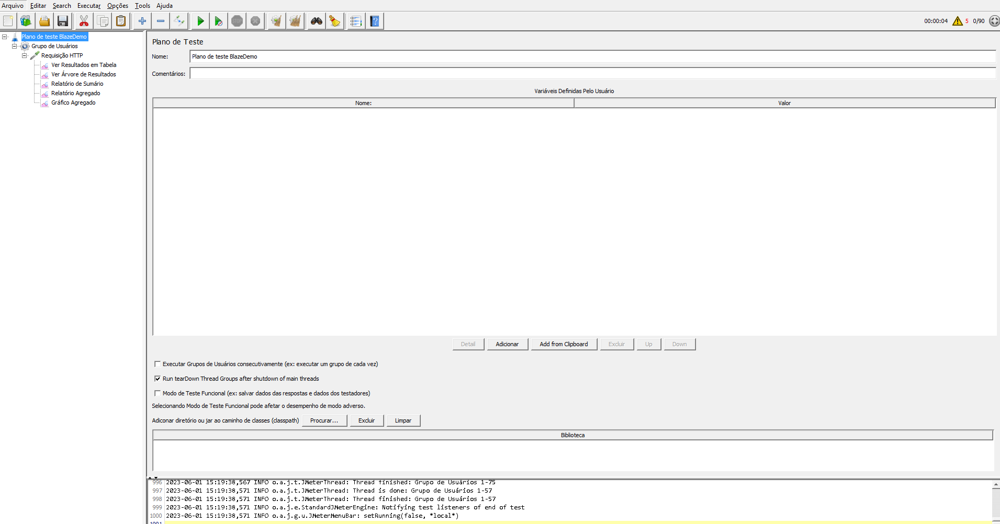 Arquivo Editar Search Executar Opções Tools Ajuda
STOP
00:00:04 5 0/90
Plano de teste BlazeDemo
Grupo de Usuários
Requisição HTTP
Ver Resultados em Tabela
Ver Árvore de Resultados
Relatório de Sumário
Relatório Agregado
Gráfico Agregado
Plano de Teste
Nome: Plano de teste BlazeDemo
Comentários:
Variáveis Definidas Pelo Usuário
Nome: Valor
Detail Adicionar Add from Clipboard Excluir Up Down
Executar Grupos de Usuários consecutivamente (ex: executar um grupo de cada vez)
Run tearDown Thread Groups after shutdown of main threads
Modo de Teste Funcional (ex: salvar dados das respostas e dados dos testadores)
Selecionando Modo de Teste Funcional pode afetar o desempenho de modo adverso.
Adiconar diretório ou jar ao caminho de classes (classpath) Procurar... Excluir Limpar
Biblioteca
996 2023-06-01 15:19:38,567 INFO o.a.j.t.JMeterThread: Thread finished: Grupo de Usuários 1-75
997 2023-06-01 15:19:38,571 INFO o.a.j.t.JMeterThread: Thread is done: Grupo de Usuários 1-57
998 2023-06-01 15:19:38,571 INFO o.a.j.t.JMeterThread: Thread finished: Grupo de Usuários 1-57
999 2023-06-01 15:19:38,571 INFO o.a.j.e.StandardJMeterEngine: Notifying test listeners of end of test
1000 2023-06-01 15:19:38,571 INFO o.a.j.g.u.JMeterMenuBar: setRunning(false, *local*)
1001